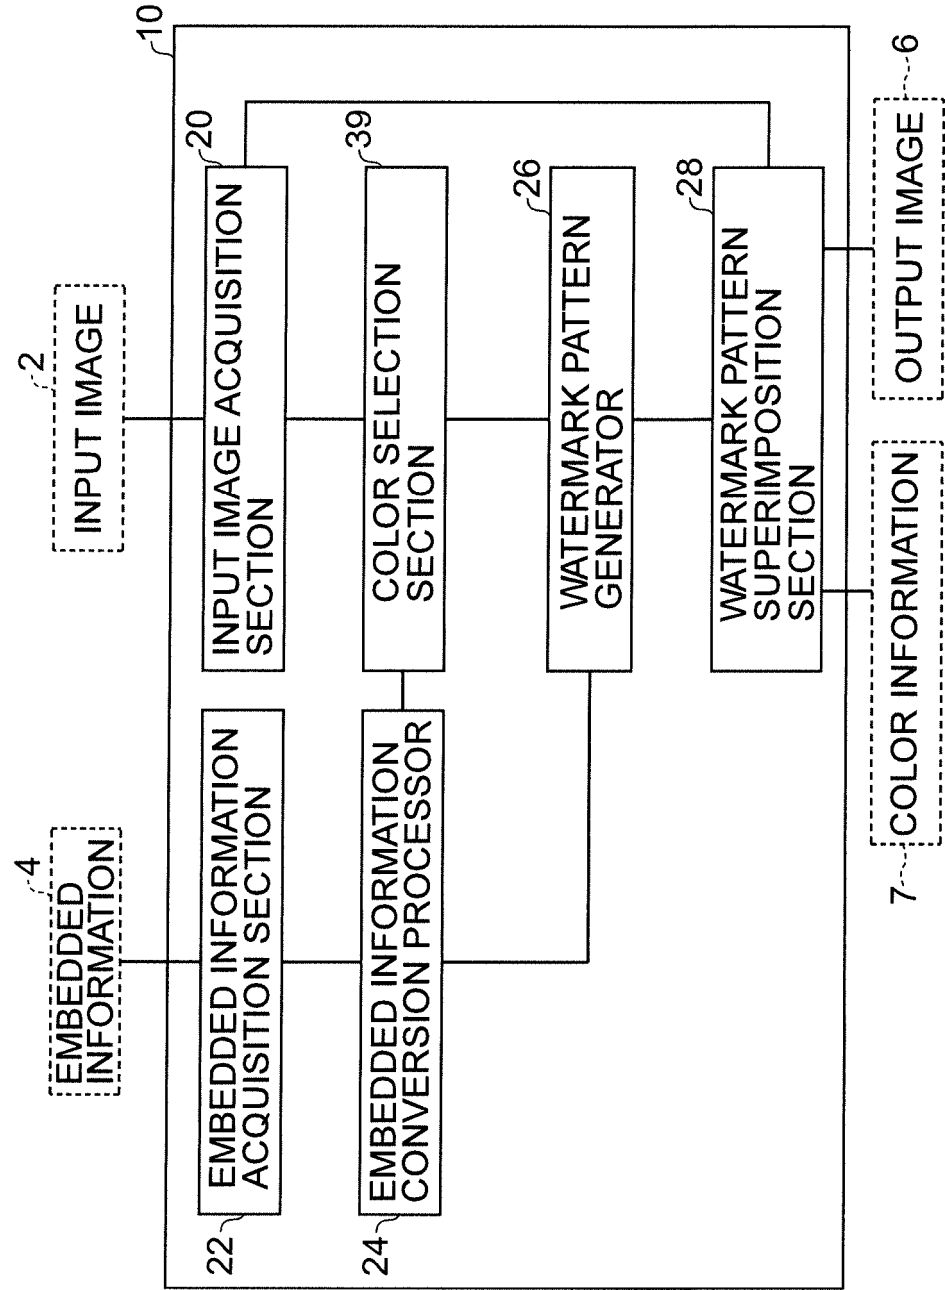 10
4
EMBEDDED
INFORMATION
2
INPUT IMAGE
22
EMBEDDED INFORMATION
ACQUISITION SECTION
20
INPUT IMAGE ACQUISITION
SECTION
24
EMBEDDED INFORMATION
CONVERSION PROCESSOR
39
COLOR SELECTION
SECTION
26
WATERMARK PATTERN
GENERATOR
28
WATERMARK PATTERN
SUPERIMPOSITION
SECTION
7
COLOR INFORMATION
6
OUTPUT IMAGE